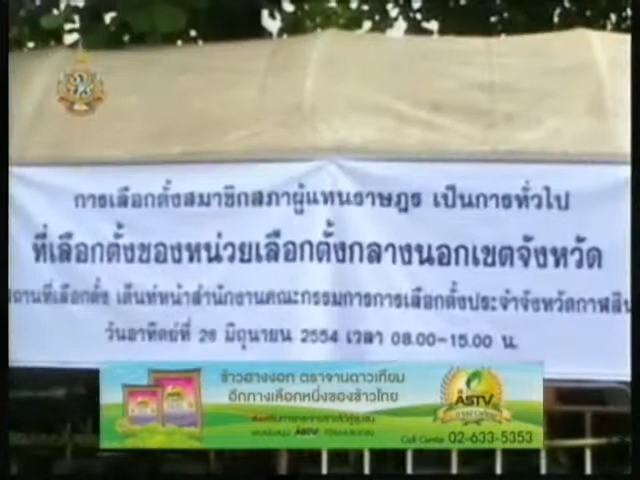 การเลือกตั้งสมาชิกสภาผู้แทนราษฎร เป็นการทั่วไป
ที่เลือกตั้งของหน่วยเลือกตั้งกลางนอกเขตจังหวัด
สถานที่เลือกตั้ง เต็นท์หน้าสำนักงานคณะกรรมการการเลือกตั้งประจำจังหวัดกาฬสิน
วันอาทิตย์ที่ 26 มิถุนายน 2554 เวลา 08.00-15.00 น.
ข้าวฮางงอก ตราจานดาวเทียม
อีกทางเลือกหนึ่งของข้าวไทย
ASTV
ASTV
Call Center 02-633-5353